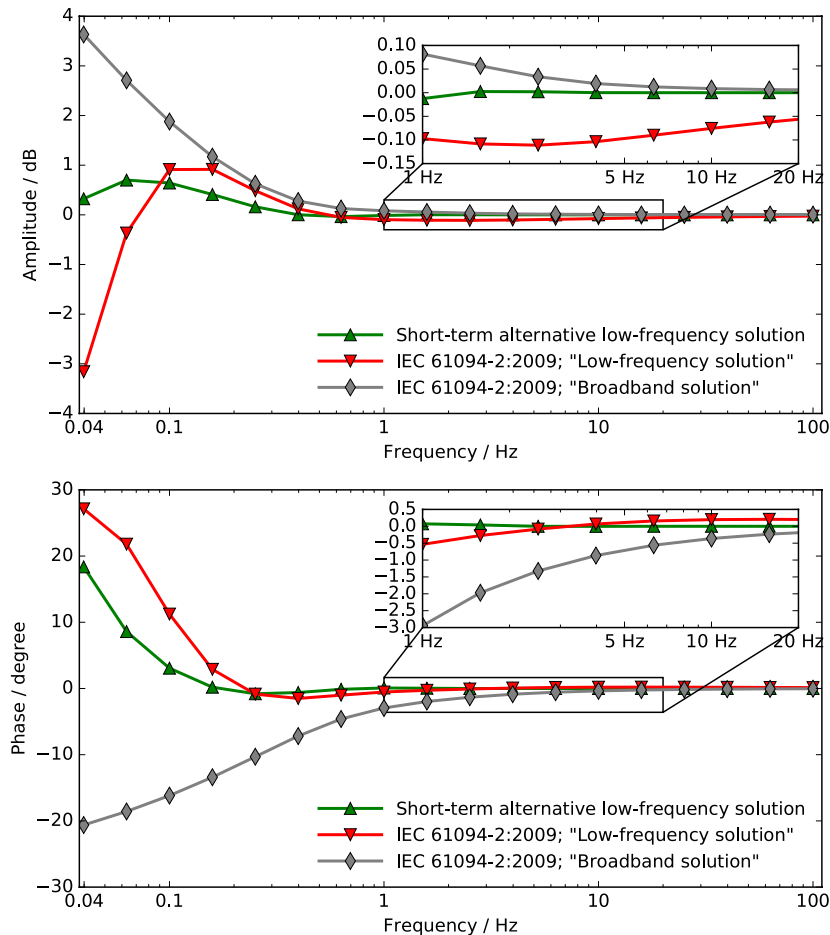 4
3
2
1
0
−1
−2
−3
−4
Amplitude / dB
0.10
0.05
0.00
−0.05
−0.10
−0.15
1 Hz
5 Hz
10 Hz
20 Hz
Short-term alternative low-frequency solution
IEC 61094-2:2009; "Low-frequency solution"
IEC 61094-2:2009; "Broadband solution"
0.04
0.1
1
10
100
Frequency / Hz
30
20
10
0
−10
−20
−30
Phase / degree
0.5
0.0
−0.5
−1.0
−1.5
−2.0
−2.5
−3.0
1 Hz
5 Hz
10 Hz
20 Hz
Short-term alternative low-frequency solution
IEC 61094-2:2009; "Low-frequency solution"
IEC 61094-2:2009; "Broadband solution"
0.04
0.1
1
10
100
Frequency / Hz